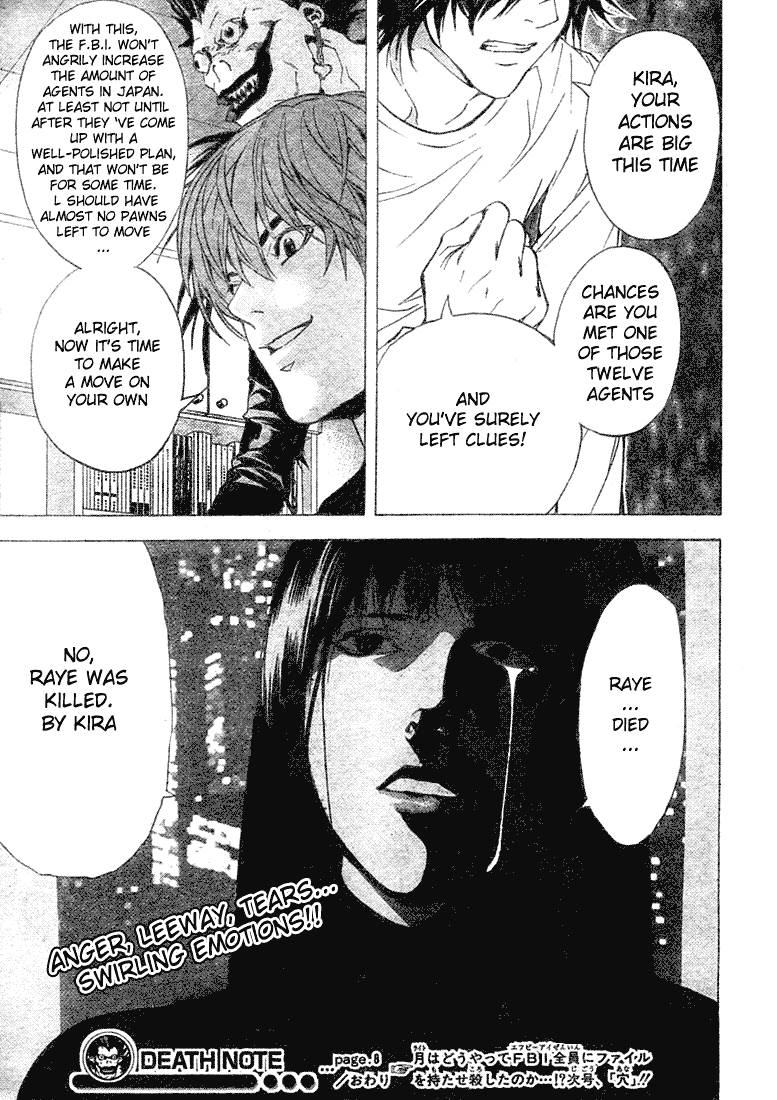 KIRA,
YOUR
ACTIONS
ARE BIG
THIS TIME
CHANCES
ARE YOU
MET ONE
OF THOSE
TWELVE
AGENTS
AND
YOU'VE SURELY
LEFT CLUES!
WITH THIS,
THE F.B.I. WON'T
ANGRILY INCREASE
THE AMOUNT OF
AGENTS IN JAPAN.
AT LEAST NOT UNTIL
AFTER THEY 'VE COME
UP WITH A
WELL-POLISHED PLAN,
AND THAT WON'T BE
FOR SOME TIME.
L SHOULD HAVE
ALMOST NO PAWNS
LEFT TO MOVE
...
ALRIGHT,
NOW IT'S TIME
TO MAKE
A MOVE ON
YOUR OWN
RAYE
...
DIED
...
NO,
RAYE WAS
KILLED.
BY KIRA
ANGER, LEEWAY, TEARS...
SWIRLING EMOTIONS!!
DEATH NOTE
...page.8
／おわり
月はどうやってFBI全員にファイル
を持たせ殺したのか…!?次号、「穴」!!